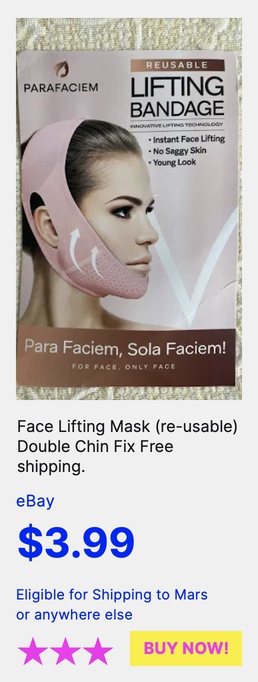 PARAFACIEM
REUSABLE
LIFTING
BANDAGE
INNOVATIVE LIFTING TECHNOLOGY
• Instant Face Lifting
• No Saggy Skin
• Young Look
Para Faciem, Sola Faciem!
FOR FACE, ONLY FACE
Face Lifting Mask (re-usable)
Double Chin Fix Free
shipping.
eBay
$3.99
Eligible for Shipping to Mars
or anywhere else
BUY NOW!